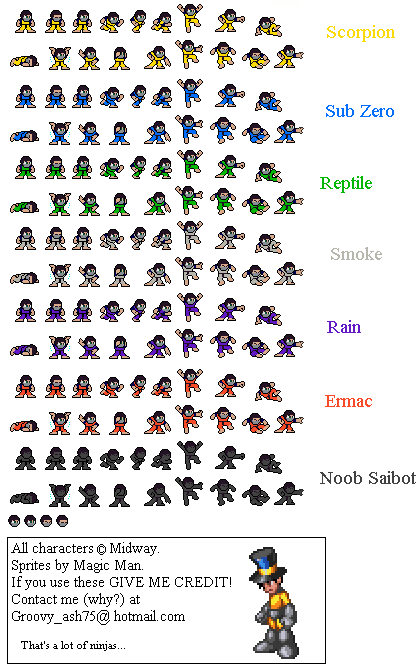 Scorpion
Sub Zero
Reptile
Smoke
Rain
Ermac
Noob Saibot
All characters © Midway.
Sprites by Magic Man.
If you use these GIVE ME CREDIT!
Contact me (why?) at
Groovy_ash75@ hotmail.com
That's a lot of ninjas...